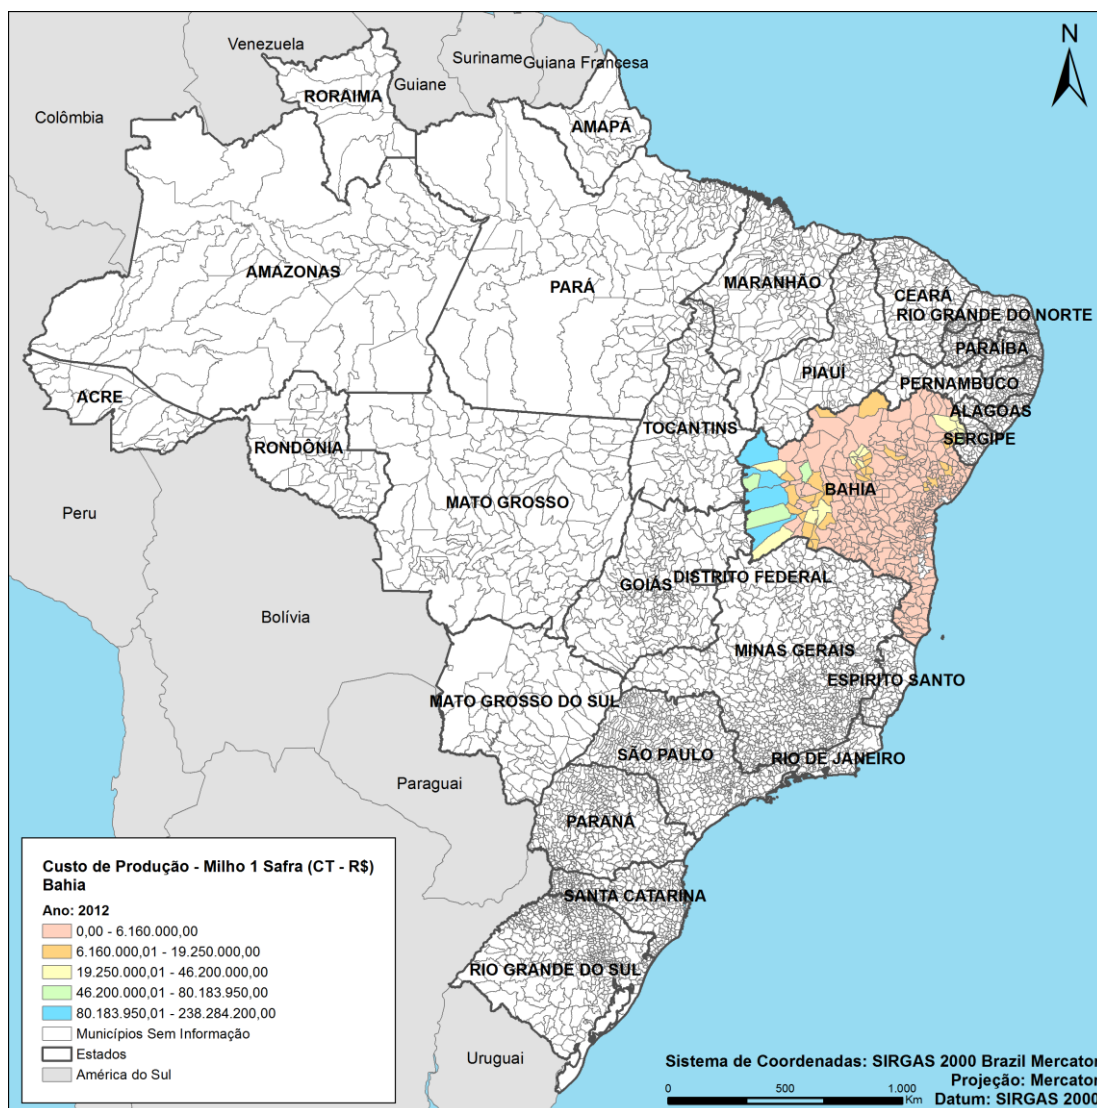 N
Venezuela
Suriname
Guiana Francesa
Guiane
RORAIMA
Colômbia
AMAPÁ
AMAZONAS
PARÁ
MARANHÃO
CEARÁ
RIO GRANDE DO NORTE
PARAÍBA
PIAUÍ
PERNAMBUCO
ACRE
ALAGOAS
TOCANTINS
SERGIPE
RONDÔNIA
BAHIA
MATO GROSSO
Peru
DISTRITO FEDERAL
GOIÁS
Bolívia
MINAS GERAIS
ESPIRITO SANTO
MATO GROSSO DO SUL
SÃO PAULO
RIO DE JANEIRO
Paraguai
PARANÁ
SANTA CATARINA
RIO GRANDE DO SUL
Uruguai
Custo de Produção - Milho 1 Safra (CT - R$)
Bahia
Ano: 2012
0,00 - 6.160.000,00
6.160.000,01 - 19.250.000,00
19.250.000,01 - 46.200.000,00
46.200.000,01 - 80.183.950,00
80.183.950,01 - 238.284.200,00
Municípios Sem Informação
Estados
América do Sul
Sistema de Coordenadas: SIRGAS 2000 Brazil Mercator
Projeção: Mercator
Datum: SIRGAS 2000
0 500 1.000
Km